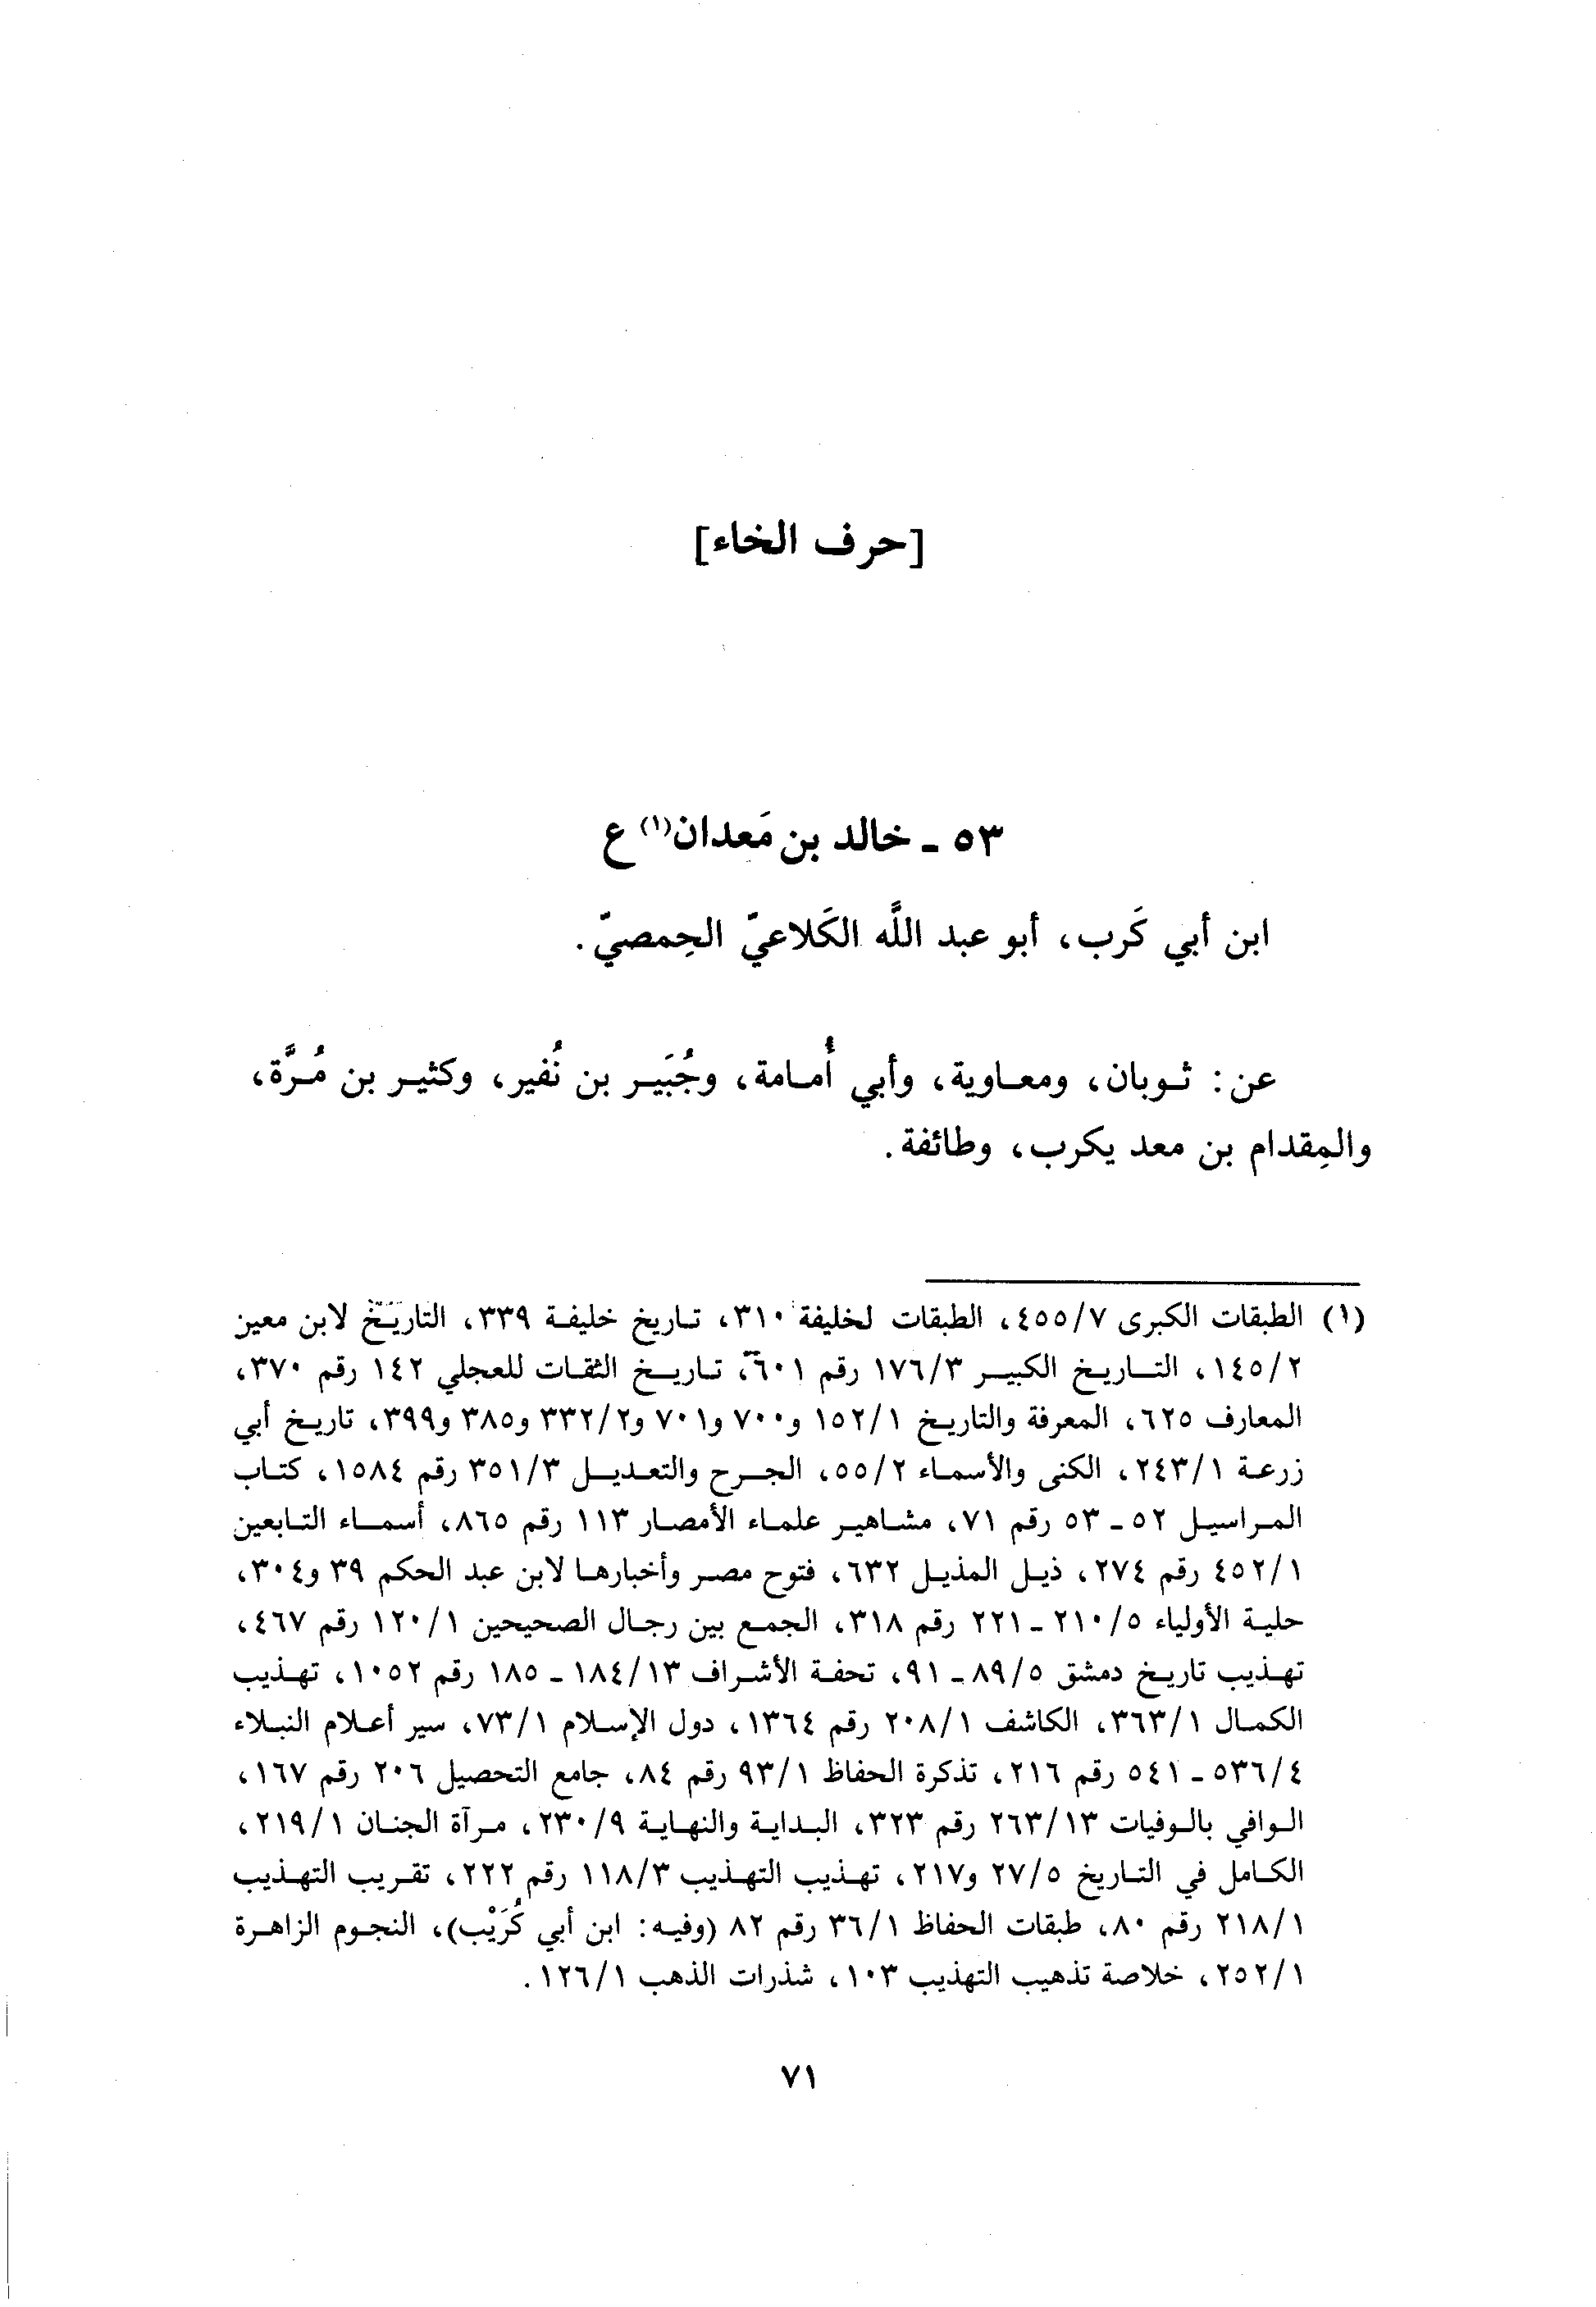 [حرف الخاء]
٥٣ ـ خالد بن مَعدان(١) ع
ابن أبي كَرب، أبو عبد اللَّه الكَلاعيّ الحِمصيّ.
عن: ثوبان، ومعاوية، وأبي أُمامة، وجُبَير بن نُفير، وكثير بن مُرَّة،
والمِقدام بن معد يكرب، وطائفة.
(١) الطبقات الكبرى ٤٥٥/٧، الطبقات لخليفة ٣١٠، تاريخ خليفة ٣٣٩، التاريخ لابن معين
١٤٥/٢، التاريخ الكبير ١٧٦/٣ رقم ٦٠١، تاريخ الثقات للعجلي ١٤٢ رقم ٣٧٠،
المعارف ٦٢٥، المعرفة والتاريخ ١٥٢/١ و٧٠٠ و٧٠١ و٣٣٢/٢ و٣٨٥ و٣٩٩، تاريخ أبي
زرعة ٢٤٣/١، الكنى والأسماء ٥٥/٢، الجرح والتعديل ٣٥١/٣ رقم ١٥٨٤، كتاب
المراسيل ٥٢ ـ ٥٣ رقم ٧١، مشاهير علماء الأمصار ١١٣ رقم ٨٦٥، أسماء التابعين
٤٥٢/١ رقم ٢٧٤، ذيل المذيل ٦٣٢، فتوح مصر وأخبارها لابن عبد الحكم ٣٩ و٣٠٤،
حلية الأولياء ٢١٠/٥ ـ ٢٢١ رقم ٣١٨، الجمع بين رجال الصحيحين ١٢٠/١ رقم ٤٦٧،
تهذيب تاريخ دمشق ٨٩/٥ ـ ٩١، تحفة الأشراف ١٨٤/١٣ ـ ١٨٥ رقم ١٠٥٢، تهذيب
الكمال ٣٦٣/١، الكاشف ٢٠٨/١ رقم ١٣٦٤، دول الإسلام ٧٣/١، سير أعلام النبلاء
٥٣٦/٤ ـ ٥٤١ رقم ٢١٦، تذكرة الحفاظ ٩٣/١ رقم ٨٤، جامع التحصيل ٢٠٦ رقم ١٦٧،
الوافي بالوفيات ٢٦٣/١٣ رقم ٣٢٣، البداية والنهاية ٢٣٠/٩، مرآة الجنان ٢١٩/١،
الكامل في التاريخ ٢٧/٥ و٢١٧، تهذيب التهذيب ١١٨/٣ رقم ٢٢٢، تقريب التهذيب
٢١٨/١ رقم ٨٠، طبقات الحفاظ ٣٦/١ رقم ٨٢ (وفيه: ابن أبي كُرَيْب)، النجوم الزاهرة
٢٥٢/١، خلاصة تذهيب التهذيب ١٠٣، شذرات الذهب ١٢٦/١.
٧١